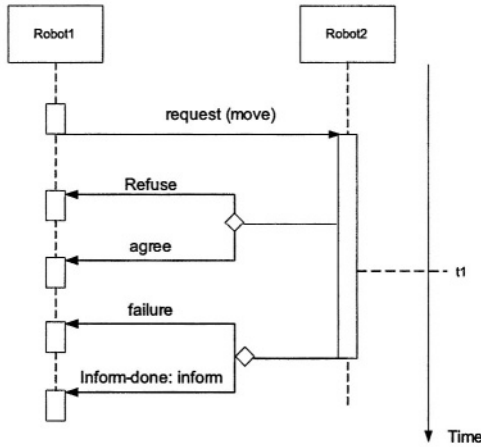 Robot1
Robot2
request (move)
Refuse
agree
t1
failure
Inform-done: inform
Time